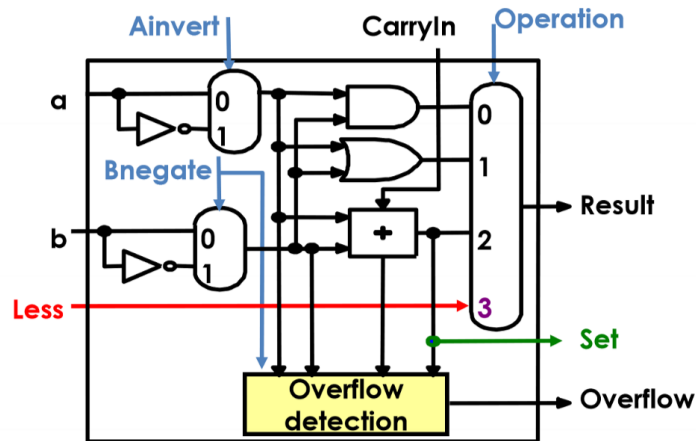 Ainvert
CarryIn
Operation
a
0
1
0
1
Bnegate
Result
b
0
1
+
2
Less
3
Set
Overflow
detection
Overflow